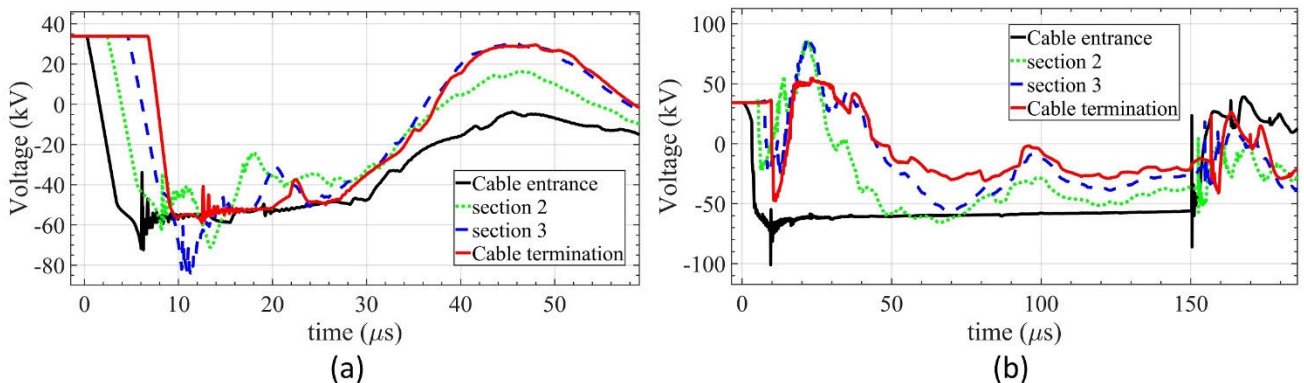 40
20
0
-20
-40
-60
-80
Voltage (kV)
Cable entrance
section 2
section 3
Cable termination
0 10 20 30 40 50
time (μs)
(a)
100
50
0
-50
-100
Voltage (kV)
Cable entrance
section 2
section 3
Cable termination
0 50 100 150
time (μs)
(b)